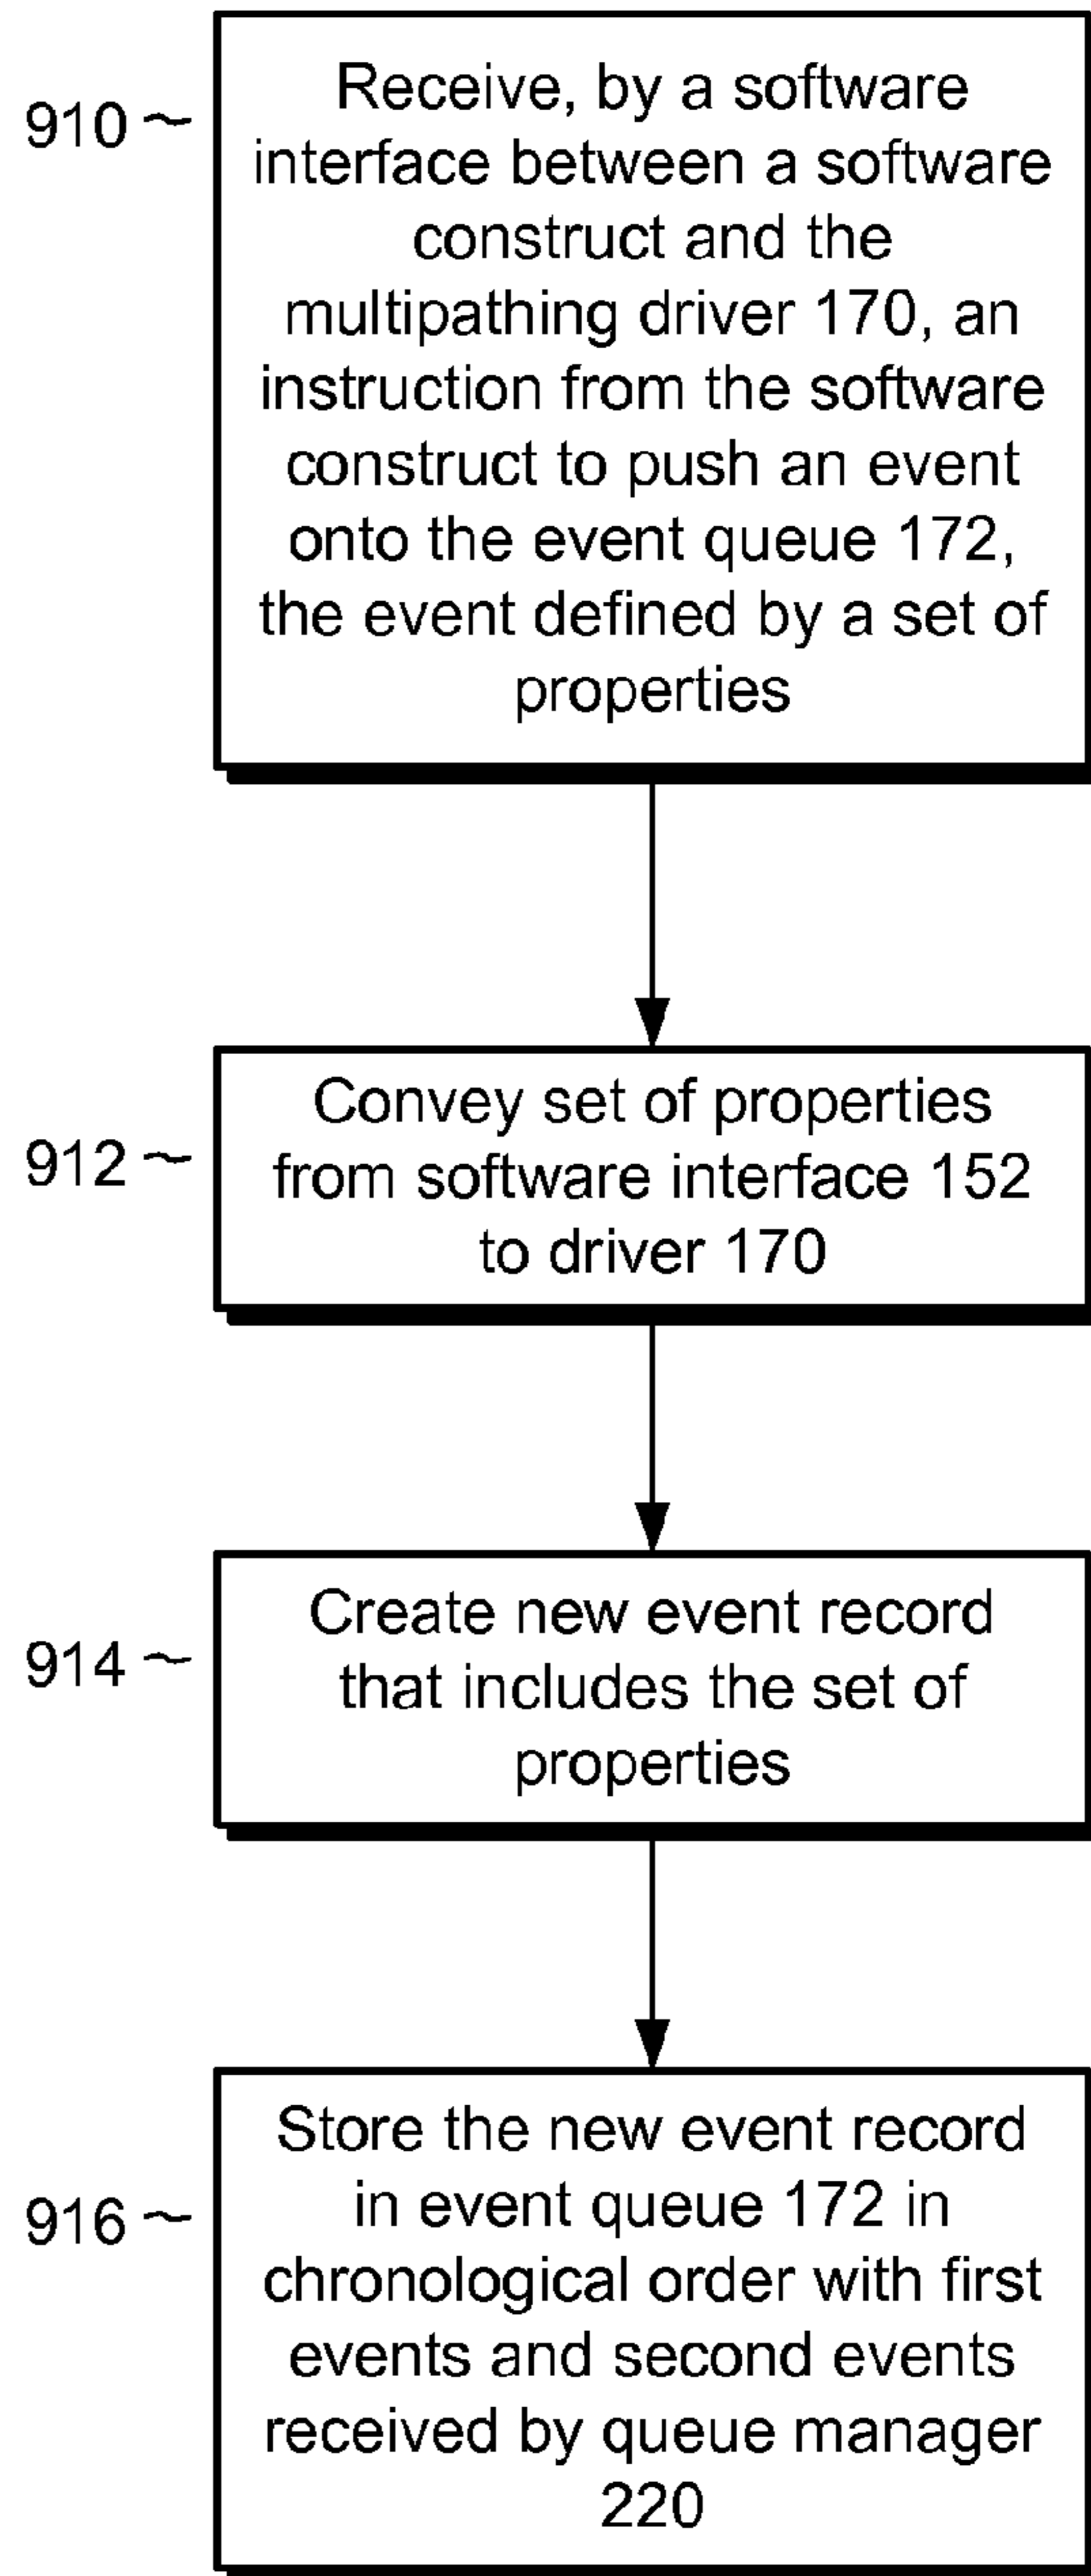 910 ~
Receive, by a software
interface between a software
construct and the
multipathing driver 170, an
instruction from the software
construct to push an event
onto the event queue 172,
the event defined by a set of
properties
912 ~
Convey set of properties
from software interface 152
to driver 170
914 ~
Create new event record
that includes the set of
properties
916 ~
Store the new event record
in event queue 172 in
chronological order with first
events and second events
received by queue manager
220